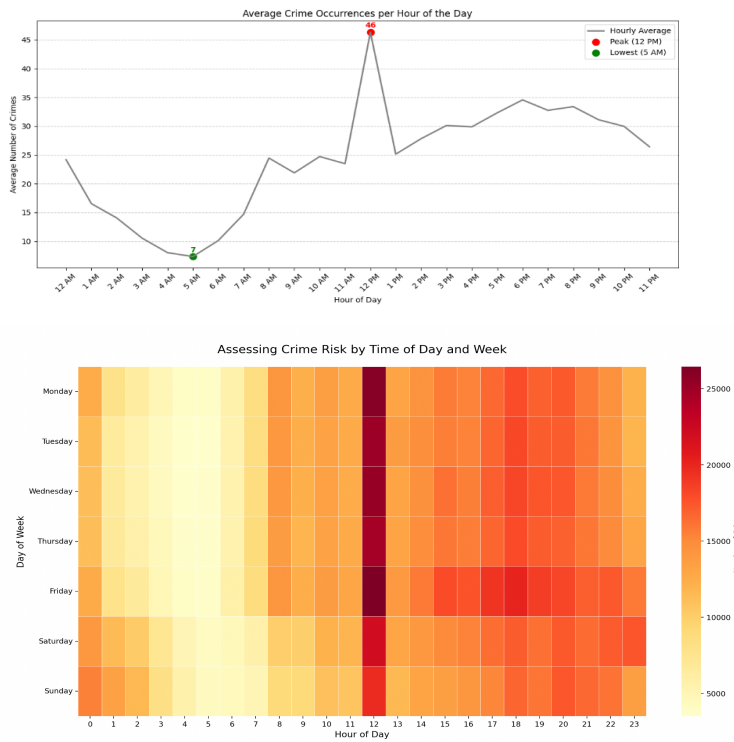 Average Crime Occurrences per Hour of the Day
46
Hourly Average
Peak (12 PM)
Lowest (5 AM)
45
40
35
30
25
20
15
10
Average Number of Crimes
7
12 AM 1 AM 2 AM 3 AM 4 AM 5 AM 6 AM 7 AM 8 AM 9 AM 10 AM 11 AM 12 PM 1 PM 2 PM 3 PM 4 PM 5 PM 6 PM 7 PM 8 PM 9 PM 10 PM 11 PM
Hour of Day
Assessing Crime Risk by Time of Day and Week
Day of Week
Monday
Tuesday
Wednesday
Thursday
Friday
Saturday
Sunday
0 1 2 3 4 5 6 7 8 9 10 11 12 13 14 15 16 17 18 19 20 21 22 23
Hour of Day
25000
20000
15000
10000
5000